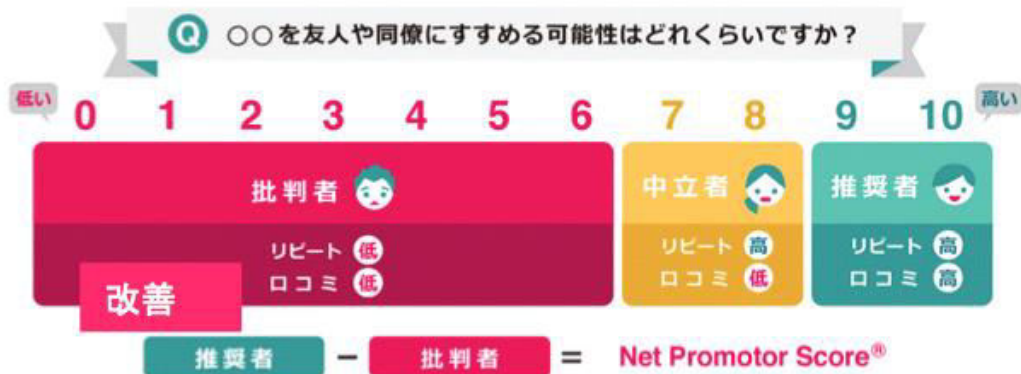 Q ○○を友人や同僚にすすめる可能性はどれくらいですか?
低い 0 1 2 3 4 5 6 7 8 9 10 高い
批判者 中立者 推奨者
リピート 低 リピート 高 リピート 高
口コミ 低 口コミ 低 口コミ 高
改善
推奨者 − 批判者 = Net Promotor Score®